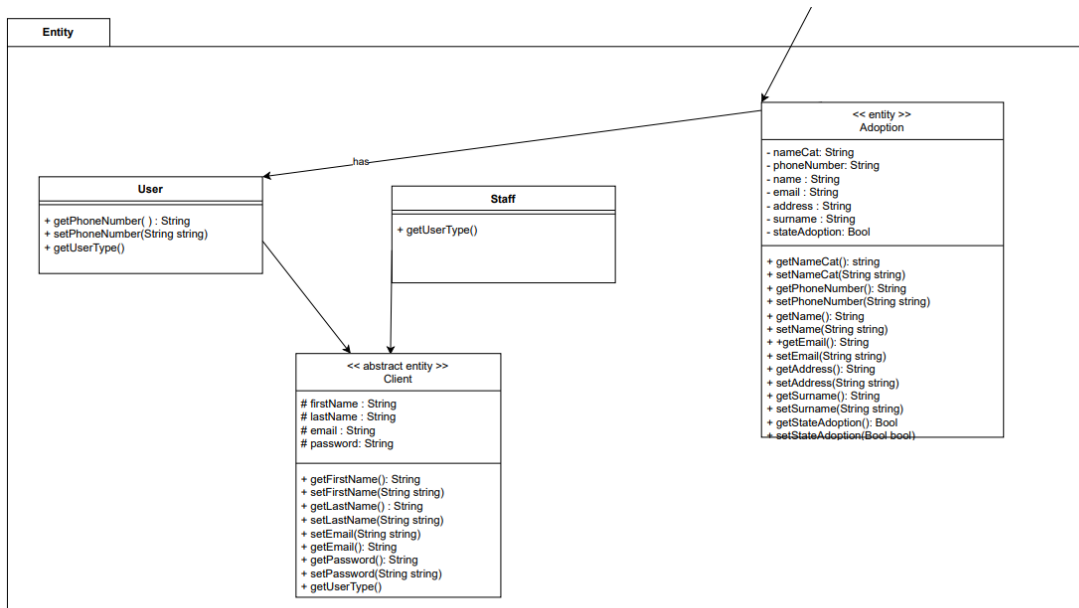 Entity
<< entity >>
Adoption
- nameCat: String
- phoneNumber: String
- name : String
- email : String
- address : String
- surname : String
- stateAdoption: Bool
+ getNameCat(): string
+ setNameCat(String string)
+ getPhoneNumber(): String
+ setPhoneNumber(String string)
+ getName(): String
+ setName(String string)
+ +getEmail(): String
+ setEmail(String string)
+ getAddress(): String
+ setAddress(String string)
+ getSurname(): String
+ setSurname(String string)
+ getStateAdoption(): Bool
+ setStateAdoption(Bool bool)
has
User
+ getPhoneNumber( ) : String
+ setPhoneNumber(String string)
+ getUserType()
Staff
+ getUserType()
<< abstract entity >>
Client
# firstName : String
# lastName : String
# email : String
# password: String
+ getFirstName(): String
+ setFirstName(String string)
+ getLastName() : String
+ setLastName(String string)
+ setEmail(String string)
+ getEmail(): String
+ getPassword(): String
+ setPassword(String string)
+ getUserType()